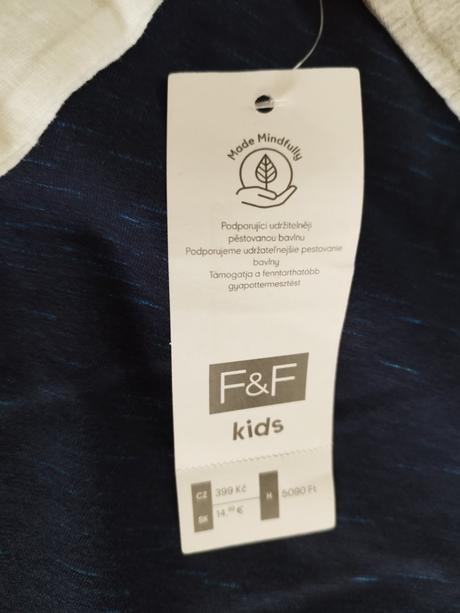 Made Mindfully
Podporující udržitelněji
pěstovanou bavlnu
Podporujeme udržateľnejšie pestovanie
bavlny
Támogatja a fenntarthatóbb
gyapottermesztést
F&F
kids
CZ 399 Kč H 5090 Ft
SK 14,99 €